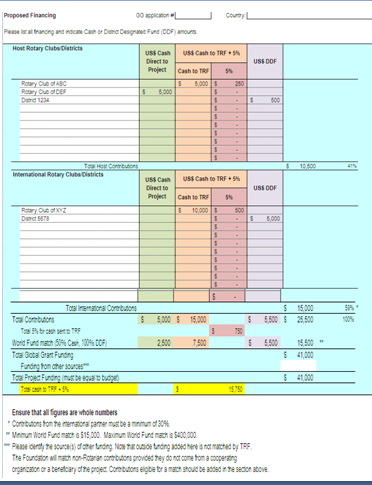 Proposed Financing GG application # Country:
Please list all financing and indicate Cash or District Designated Fund (DDF) amounts.
Host Rotary Clubs/Districts US$ Cash Direct to Project US$ Cash to TRF + 5% US$ DDF
Cash to TRF 5%
Rotary Club of ABC $ 5,000 $ 250
Rotary Club of DEF $ 5,000 $ -
District 1234 $ - $ 500
$ -
$ -
$ -
$ -
$ -
$ -
$ -
Total Host Contributions $ 10,500 41%
International Rotary Clubs/Districts US$ Cash Direct to Project US$ Cash to TRF + 5% US$ DDF
Cash to TRF 5%
Rotary Club of XYZ $ 10,000 $ 500
District 5678 $ - $ 5,000
$ -
$ -
$ -
$ -
$ -
$ -
$ -
$ -
Total International Contributions $ 15,000 59% *
Total Contributions $ 5,000 $ 15,000 $ 5,500 $ 25,500 100%
Total 5% for cash sent to TRF $ 750
World Fund match (50% Cash, 100% DDF) 2,500 7,500 $ 5,500 15,500 **
Total Global Grant Funding $ 41,000
Funding from other sources***
Total Project Funding (must be equal to budget) $ 41,000
Total cash to TRF + 5% $ 15,750
Ensure that all figures are whole numbers
* Contributions from the international partner must be a minimum of 30%.
** Minimum World Fund match is $15,000. Maximum World Fund match is $400,000.
*** Please identify the source(s) of other funding. Note that outside funding added here is not matched by TRF.
The Foundation will match non-Rotarian contributions provided they do not come from a cooperating
organization or a beneficiary of the project. Contributions eligible for a match should be added in the section above.